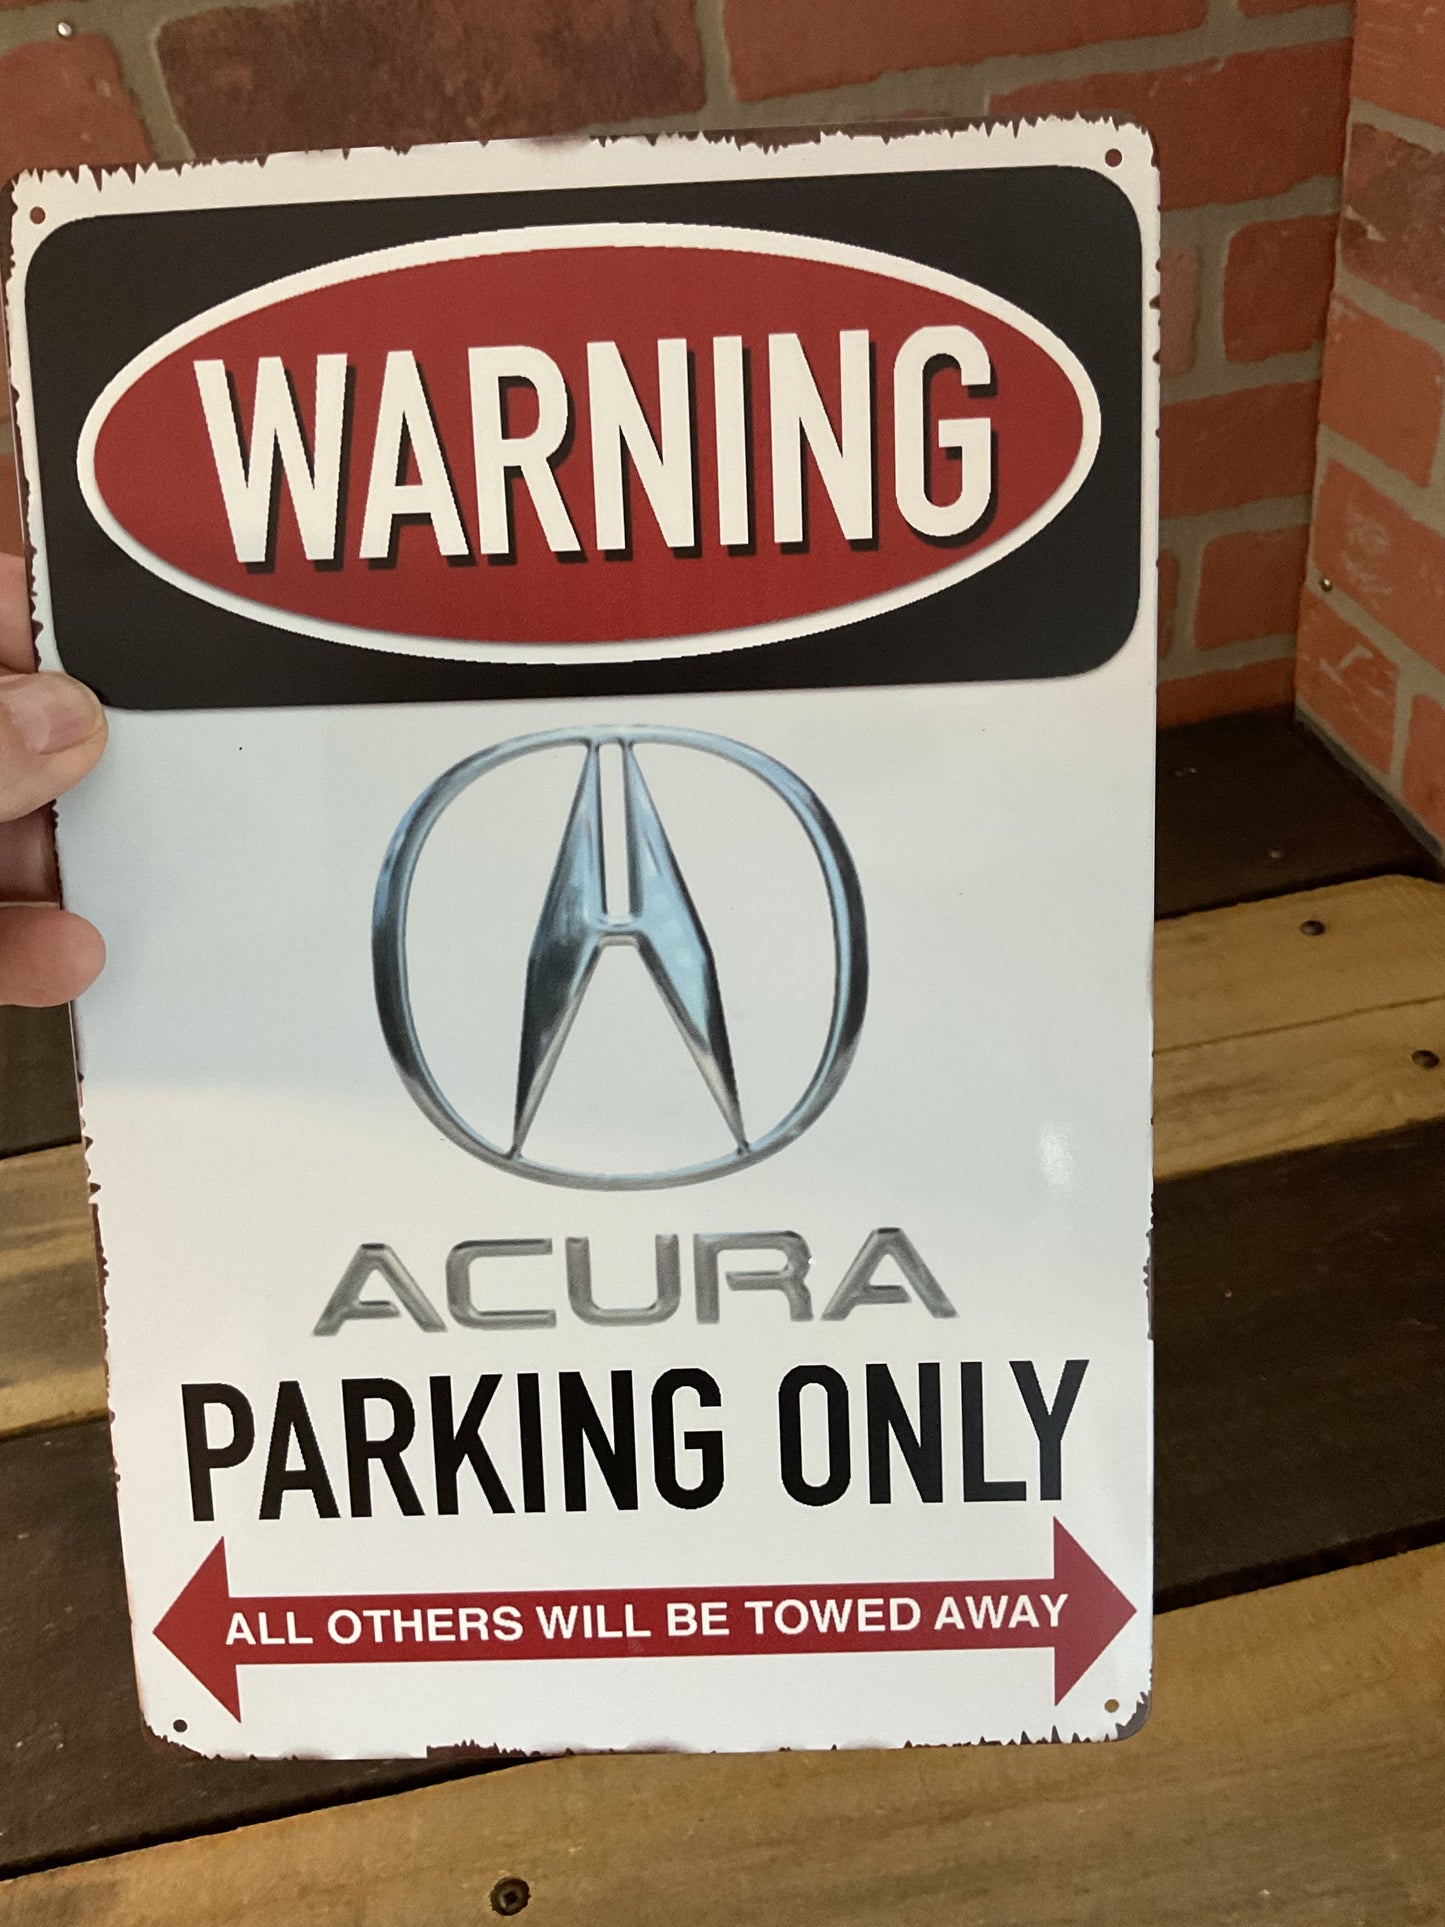 WARNING
ACURA
PARKING ONLY
ALL OTHERS WILL BE TOWED AWAY